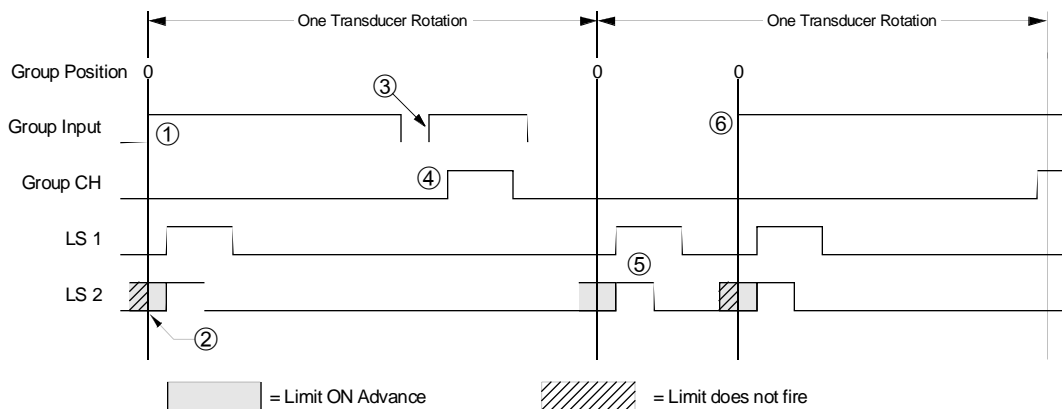 One Transducer Rotation One Transducer Rotation
Group Position 0 0 0
③
Group Input ① ⑥
Group CH ④
LS 1
⑤
LS 2
②
= Limit ON Advance = Limit does not fire